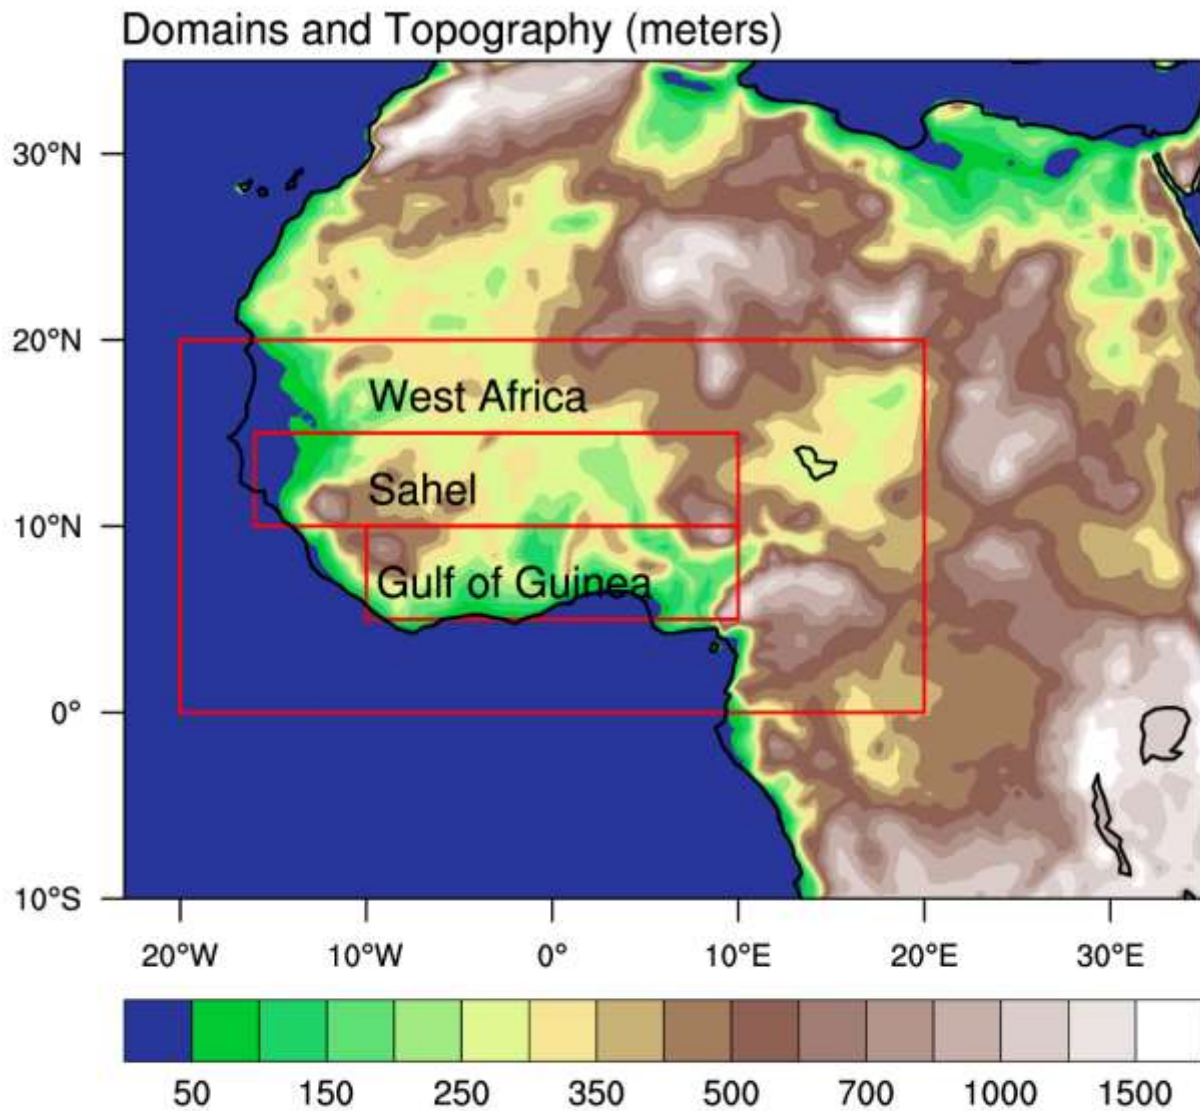 Domains and Topography (meters)
30°N
20°N
West Africa
Sahel
10°N
Gulf of Guinea
0°
10°S
20°W 10°W 0° 10°E 20°E 30°E
50 150 250 350 500 700 1000 1500